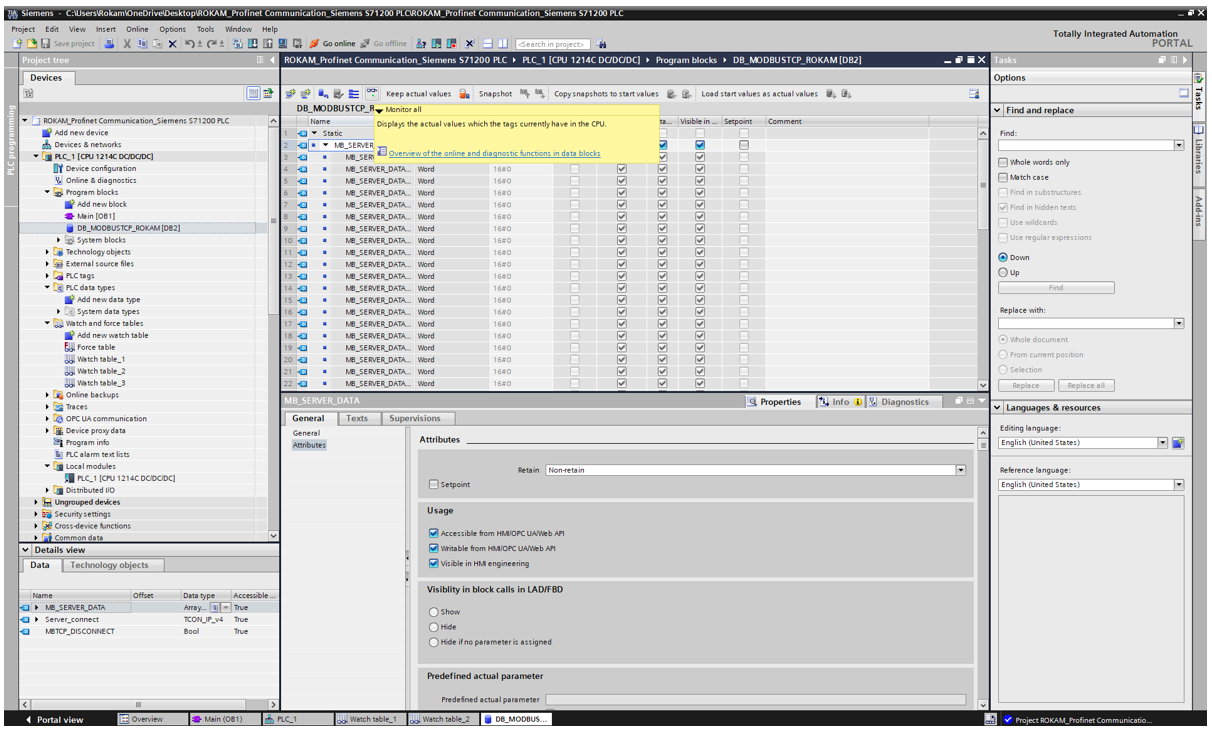 Siemens - C:\Users\Rokam\OneDrive\Desktop\ROKAM_Profinet Communication_Siemens S71200 PLC\ROKAM_Profinet Communication_Siemens S71200 PLC
Project Edit View Insert Online Options Tools Window Help
Totally Integrated Automation
PORTAL
Save project Go online Go offline <Search in project>
Project tree
ROKAM_Profinet Communication_Siemens S71200 PLC PLC_1 [CPU 1214C DC/DC/DC] Program blocks DB_MODBUSTCP_ROKAM [DB2]
Tasks
PLC programming
Devices
ROKAM_Profinet Communication_Siemens S71200 PLC
Add new device
Devices & networks
PLC_1 [CPU 1214C DC/DC/DC]
Device configuration
Online & diagnostics
Program blocks
Add new block
Main [OB1]
DB_MODBUSTCP_ROKAM [DB2]
System blocks
Technology objects
External source files
PLC tags
PLC data types
Add new data type
System data types
Watch and force tables
Add new watch table
Force table
Watch table_1
Watch table_2
Watch table_3
Online backups
Traces
OPC UA communication
Device proxy data
Program info
PLC alarm text lists
Local modules
PLC_1 [CPU 1214C DC/DC/DC]
Distributed I/O
Ungrouped devices
Security settings
Cross-device functions
Common data
Details view
Data Technology objects
Name Offset Data type Accessible ...
MB_SERVER_DATA Array... True
Server_connect TCON_IP_v4 True
MBTCP_DISCONNECT Bool True
Keep actual values Snapshot Copy snapshots to start values Load start values as actual values
DB_MODBUSTCP_R
Monitor all
Displays the actual values which the tags currently have in the CPU.
Overview of the online and diagnostic functions in data blocks
Name Visible in ... Setpoint Comment
1 Static
2 MB_SERVER
3 MB_SER
4 MB_SERVER_DATA... Word 16#0
5 MB_SERVER_DATA... Word 16#0
6 MB_SERVER_DATA... Word 16#0
7 MB_SERVER_DATA... Word 16#0
8 MB_SERVER_DATA... Word 16#0
9 MB_SERVER_DATA... Word 16#0
10 MB_SERVER_DATA... Word 16#0
11 MB_SERVER_DATA... Word 16#0
12 MB_SERVER_DATA... Word 16#0
13 MB_SERVER_DATA... Word 16#0
14 MB_SERVER_DATA... Word 16#0
15 MB_SERVER_DATA... Word 16#0
16 MB_SERVER_DATA... Word 16#0
17 MB_SERVER_DATA... Word 16#0
18 MB_SERVER_DATA... Word 16#0
19 MB_SERVER_DATA... Word 16#0
20 MB_SERVER_DATA... Word 16#0
21 MB_SERVER_DATA... Word 16#0
22 MB_SERVER_DATA... Word 16#0
MB_SERVER_DATA
Properties Info Diagnostics
General Texts Supervisions
General
Attributes
Attributes
Retain Non-retain
Setpoint
Usage
Accessible from HMI/OPC UA/Web API
Writable from HMI/OPC UA/Web API
Visible in HMI engineering
Visiblity in block calls in LAD/FBD
Show
Hide
Hide if no parameter is assigned
Predefined actual parameter
Predefined actual parameter
Options
Find and replace
Find:
Whole words only
Match case
Find in substructures
Find in hidden texts
Use wildcards
Use regular expressions
Down
Up
Find
Replace with:
Whole document
From current position
Selection
Replace Replace all
Languages & resources
Editing language:
English (United States)
Reference language:
English (United States)
Tasks
Libraries
Add-ins
Portal view Overview Main (OB1) PLC_1 Watch table_1 Watch table_2 DB_MODBUS...
Project ROKAM_Profinet Communicatio...